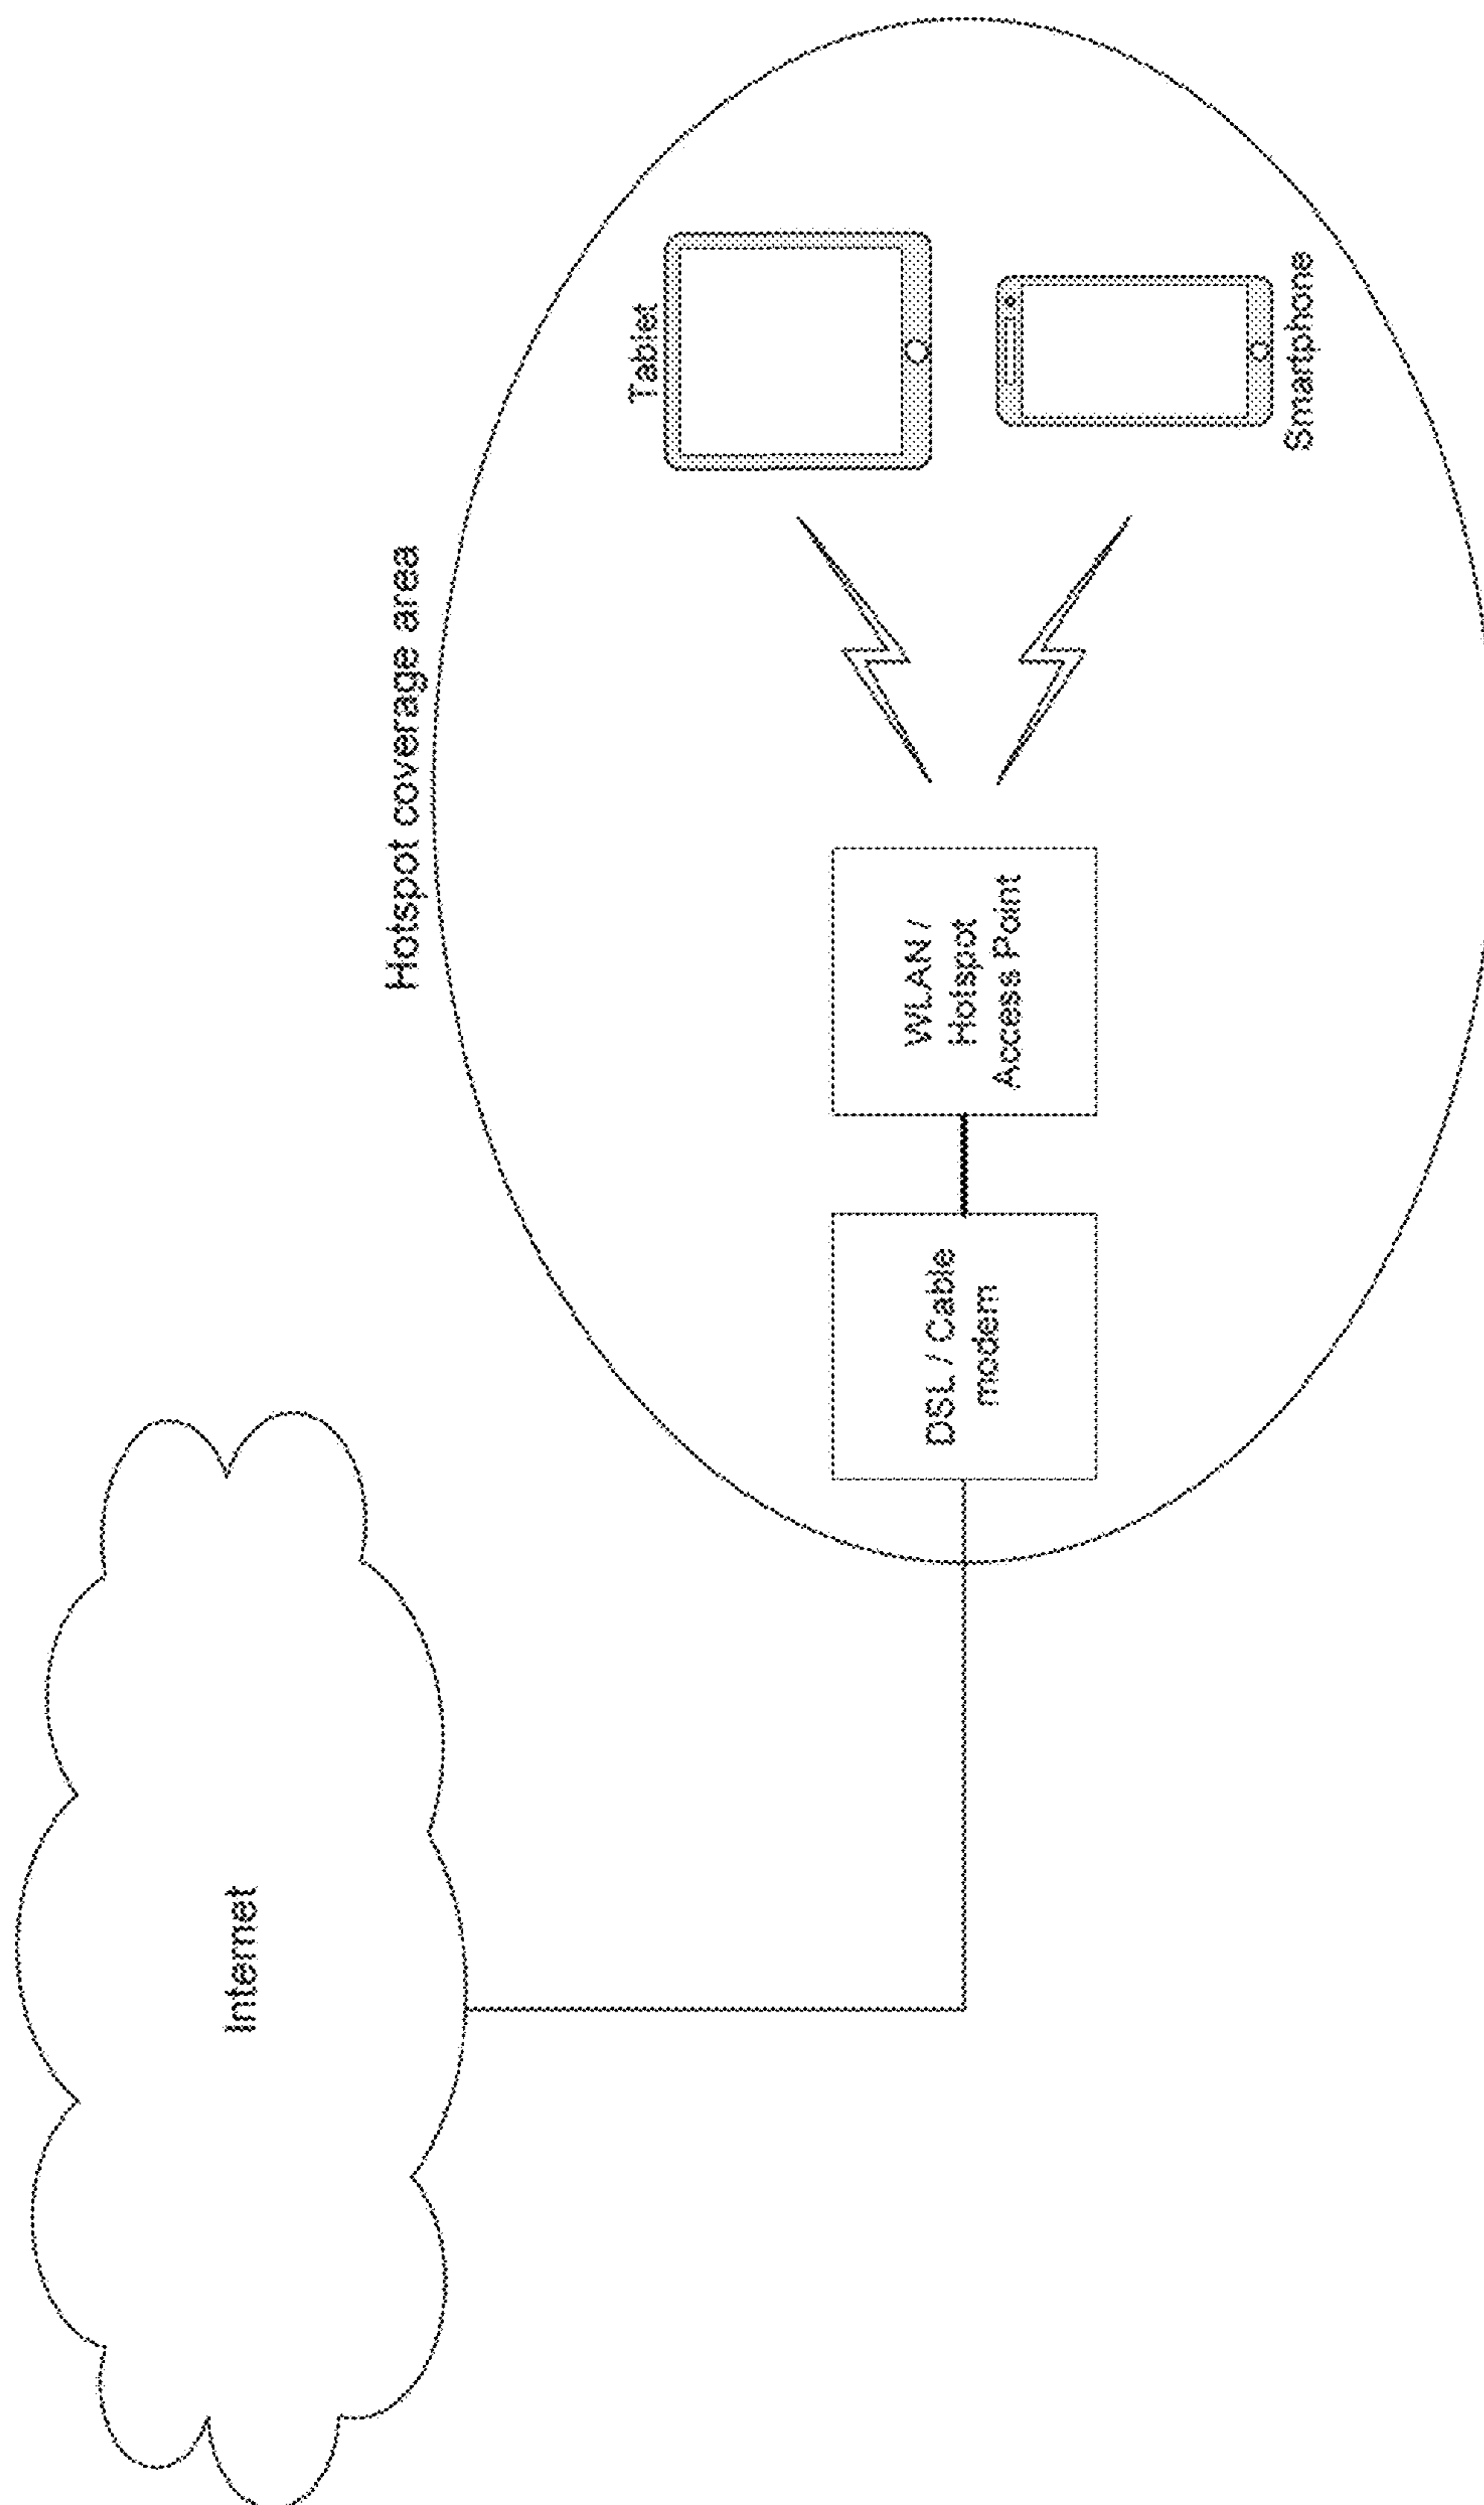 Internet
Hotspot coverage area
DSL / Cable
modem
WLAN /
Hotspot
Access Point
Tablet
Smartphone